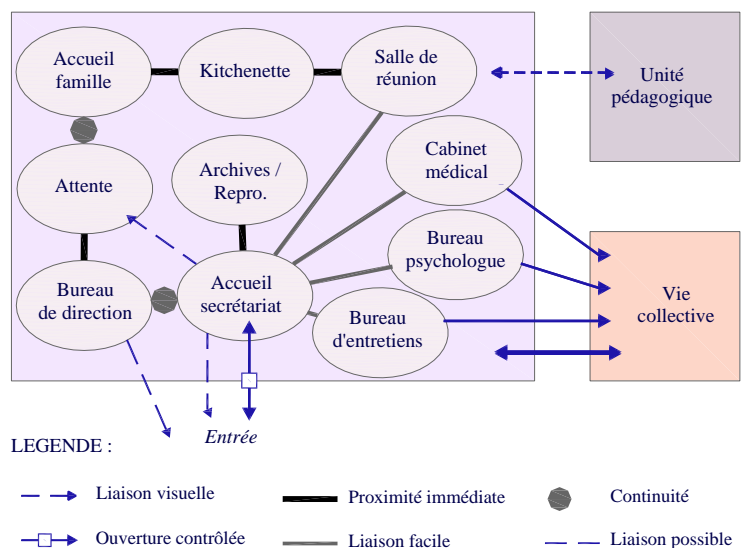 Accueil
famille
Kitchenette
Salle de
réunion
Unité
pédagogique
Attente
Archives /
Repro.
Cabinet
médical
Bureau
psychologue
Bureau
de direction
Accueil
secrétariat
Bureau
d'entretiens
Vie
collective
Entrée
LEGENDE :
Liaison visuelle
Proximité immédiate
Continuité
Ouverture contrôlée
Liaison facile
Liaison possible